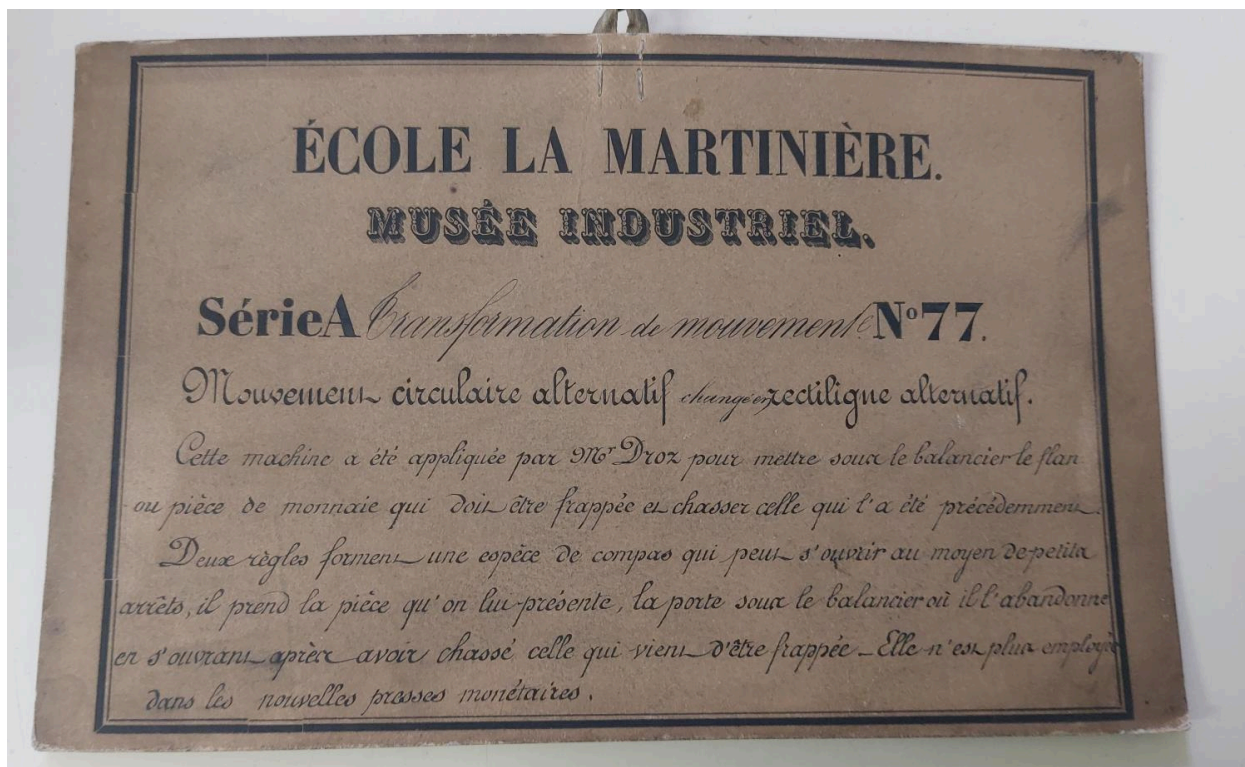 ÉCOLE LA MARTINIÈRE.
MUSÉE INDUSTRIEL.
Série A Transformation de mouvement. Nº 77.
Mouvement circulaire alternatif changé en rectiligne alternatif.
Cette machine a été appliquée par Mr Droz pour mettre sous le balancier le flan
ou pièce de monnaie qui doit être frappée et chasser celle qui l'a été précédemment.
Deux règles forment une espèce de compas qui peut s'ouvrir au moyen de petits
arrêts, il prend la pièce qu'on lui présente, la porte sous le balancier où il l'abandonne
en s'ouvrant après avoir chassé celle qui vient d'être frappée _ Elle n'est plus employée
dans les nouvelles presses monétaires.